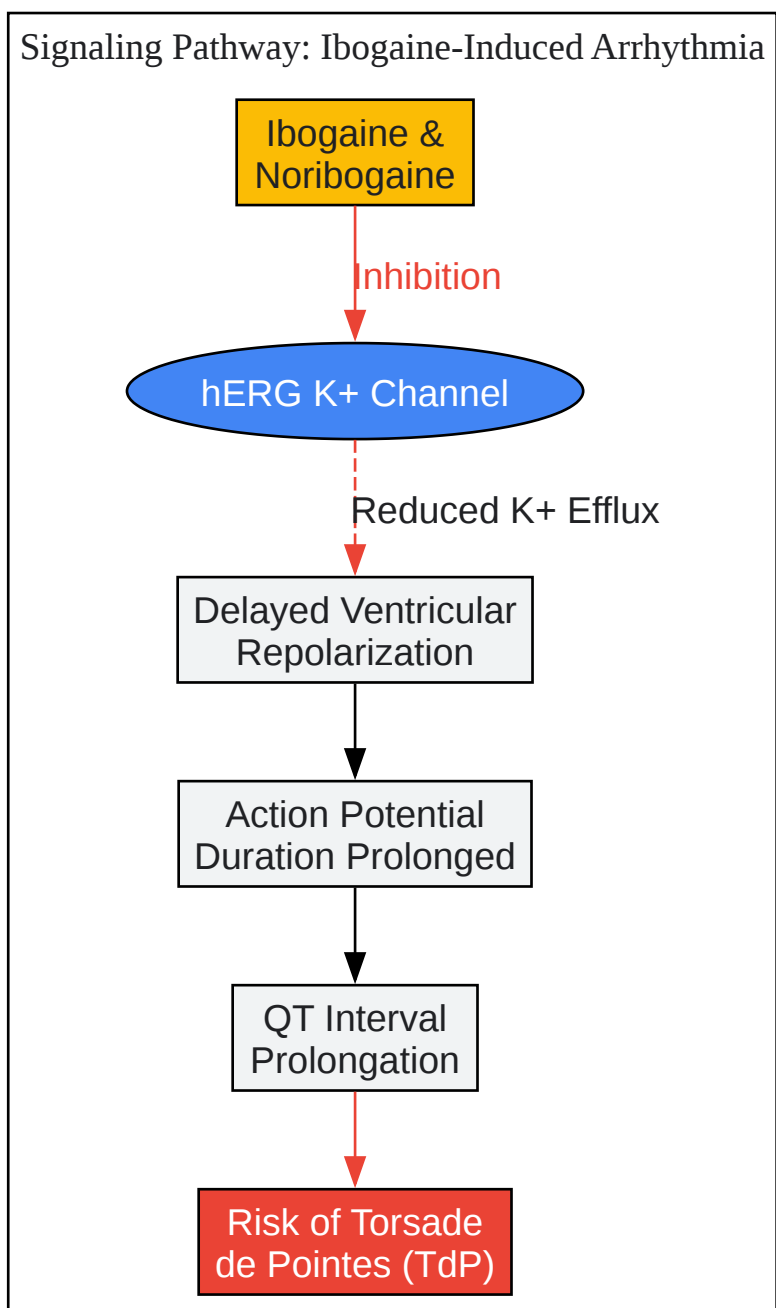 Signaling Pathway: Ibogaine-Induced Arrhythmia
Ibogaine &
Noribogaine
Inhibition
hERG K+ Channel
Reduced K+ Efflux
Delayed Ventricular
Repolarization
Action Potential
Duration Prolonged
QT Interval
Prolongation
Risk of Torsade
de Pointes (TdP)